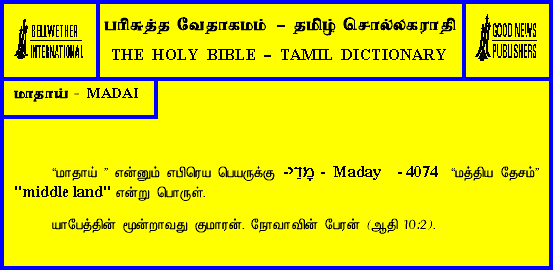 BELLWETHER
INTERNATIONAL
பரிசுத்த வேதாகமம் – தமிழ் சொல்லகராதி
THE HOLY BIBLE – TAMIL DICTIONARY
GOOD NEWS
PUBLISHERS
மாதாய் - MADAI
“மாதாய் ” என்னும் எபிரெய பெயருக்கு -מָדַי - Maday - 4074 “மத்திய தேசம்”
"middle land" என்று பொருள்.
யாபேத்தின் மூன்றாவது குமாரன். நோவாவின் பேரன் (ஆதி 10:2).